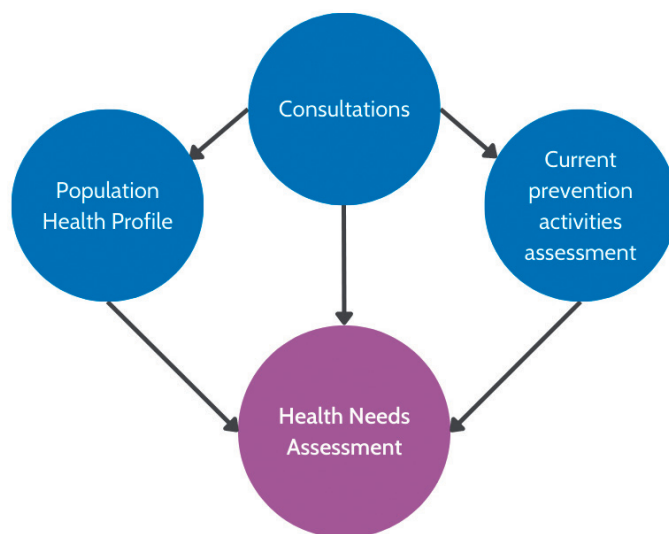 Consultations
Population
Health Profile
Current
prevention
activities
assessment
Health Needs
Assessment